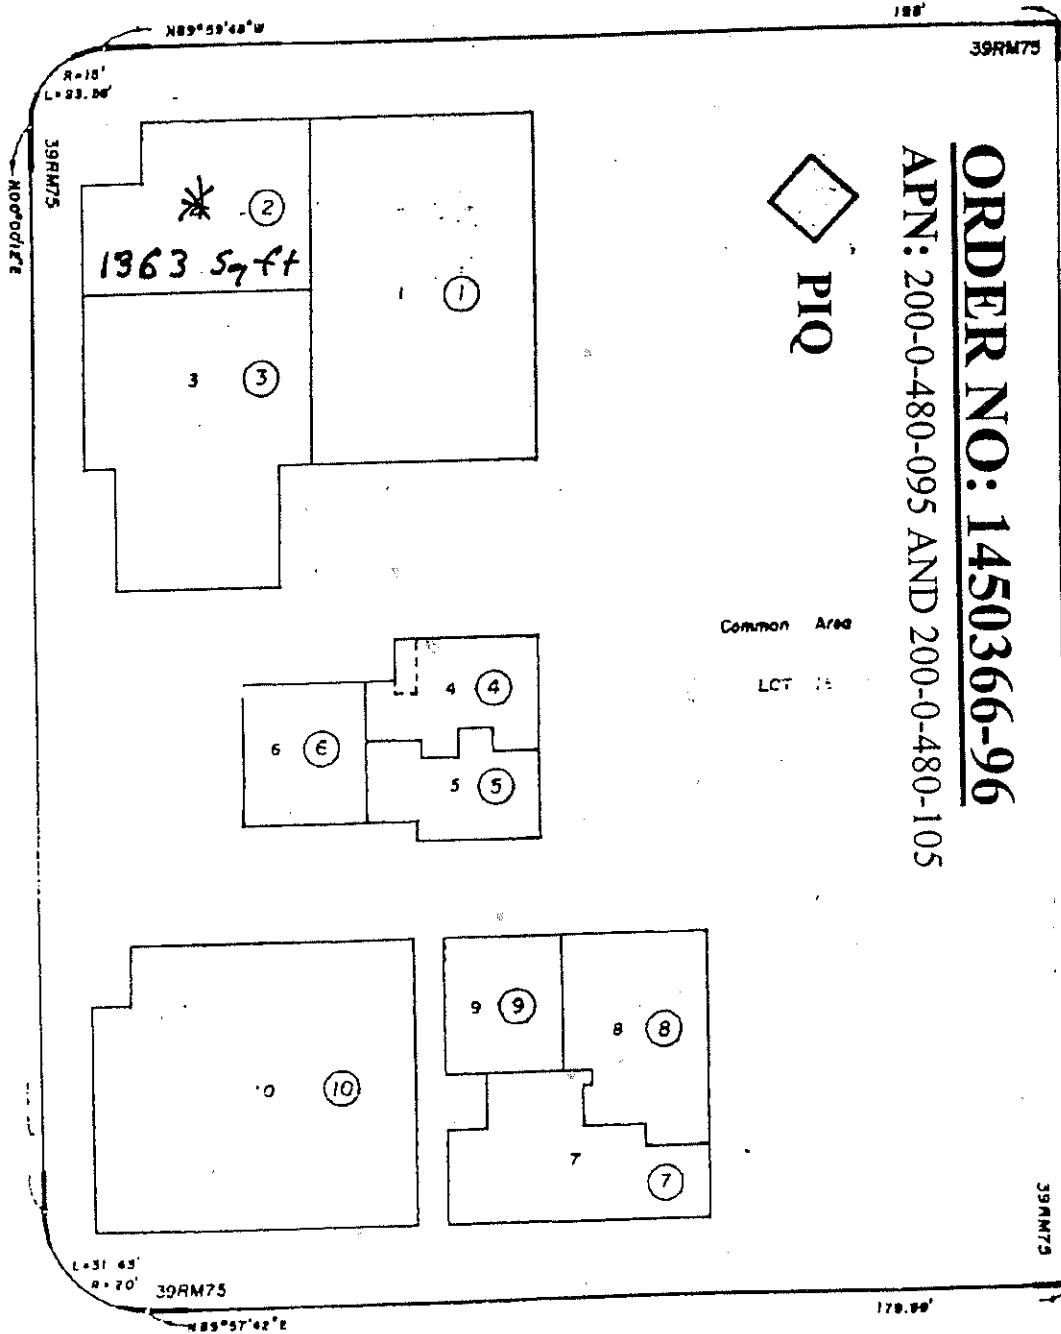 N89°59'48"W
188'
39RM75
R=15'
L=23.56'
39RM75
N00°00'12"E
ORDER NO: 1450366-96
APN: 200-0-480-095 AND 200-0-480-105
PIQ
2
1963 Sq ft
1 1
3 3
Common Area
LOT
4 4
6 6
5 5
9 9
8 8
10
7
7
39RM75
L=31.43'
R=20'
39RM75
N89°57'42"E
179.99'